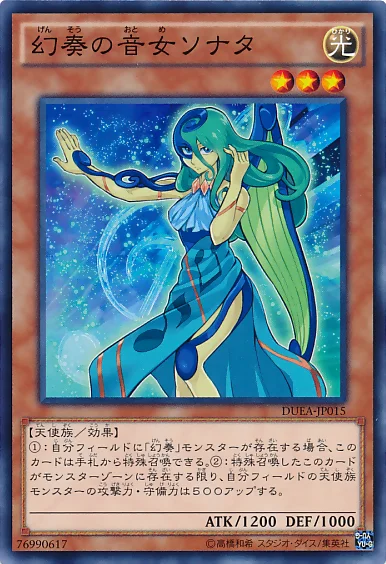 幻奏の音女ソナタ
光
DUEA-JP015
【天使族／効果】
①：自分フィールドに「幻奏」モンスターが存在する場合、この
カードは手札から特殊召喚できる。②：特殊召喚したこのカード
がモンスターゾーンに存在する限り、自分フィールドの天使族
モンスターの攻撃力・守備力は５００アップする。
ATK/1200 DEF/1000
76990617
©高橋和希 スタジオ・ダイス/集英社